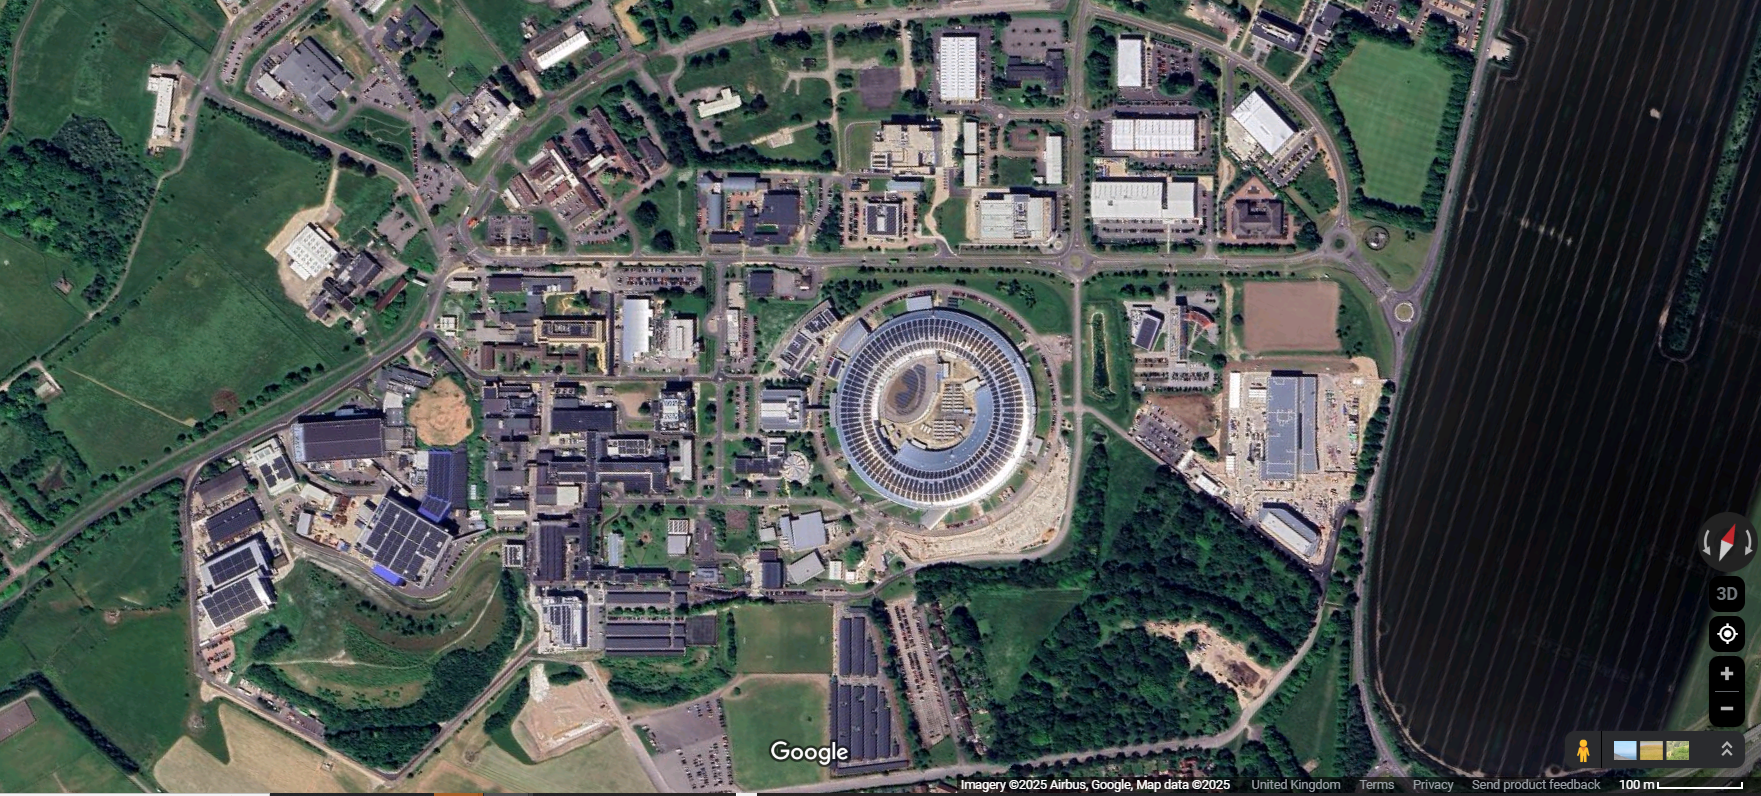 3D
Google
Imagery ©2025 Airbus, Google, Map data ©2025 United Kingdom Terms Privacy Send product feedback 100 m